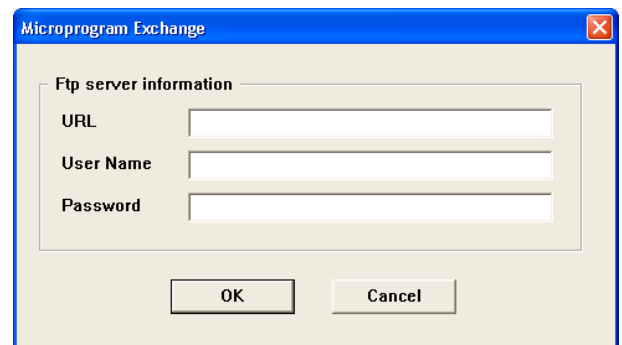 Microprogram Exchange
Ftp server information
URL
User Name
Password
OK Cancel